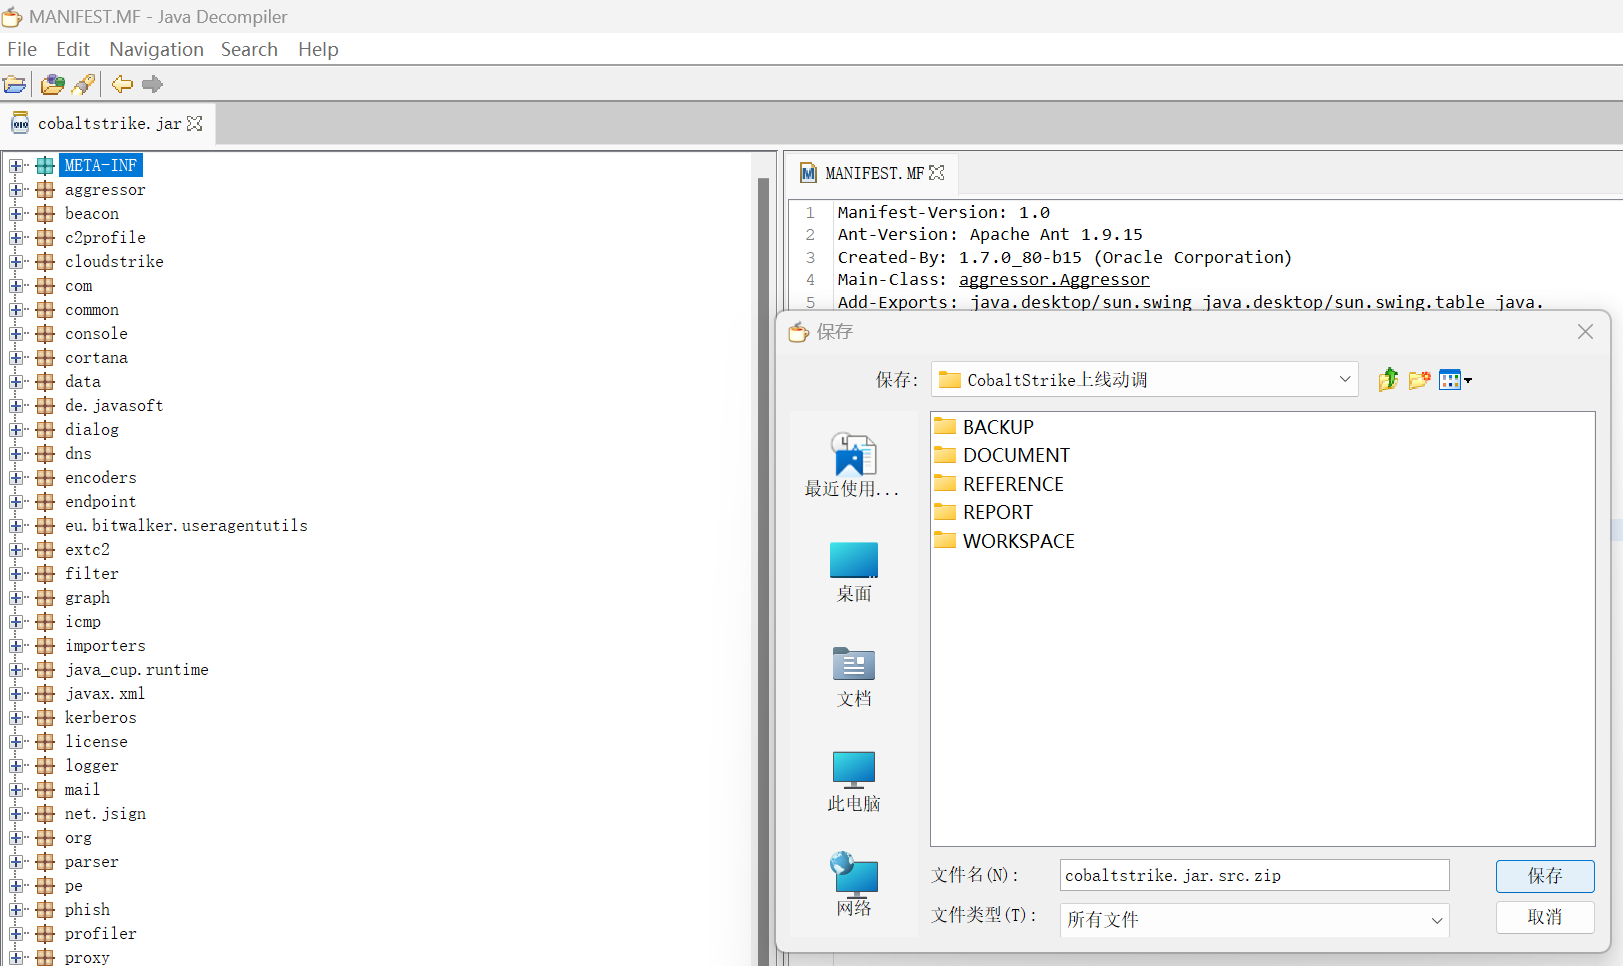 MANIFEST.MF - Java Decompiler
File Edit Navigation Search Help
cobaltstrike.jar
META-INF
aggressor
beacon
c2profile
cloudstrike
com
common
console
cortana
data
de.javasoft
dialog
dns
encoders
endpoint
eu.bitwalker.useragentutils
extc2
filter
graph
icmp
importers
java_cup.runtime
javax.xml
kerberos
license
logger
mail
net.jsign
org
parser
pe
phish
profiler
proxy
MANIFEST.MF
1 Manifest-Version: 1.0
2 Ant-Version: Apache Ant 1.9.15
3 Created-By: 1.7.0_80-b15 (Oracle Corporation)
4 Main-Class: aggressor.Aggressor
5 Add-Exports: java.desktop/sun.swing java.desktop/sun.swing.table java.
保存
保存: CobaltStrike上线动调
最近使用...
桌面
文档
此电脑
网络
BACKUP
DOCUMENT
REFERENCE
REPORT
WORKSPACE
文件名(N): cobaltstrike.jar.src.zip 保存
文件类型(T): 所有文件 取消